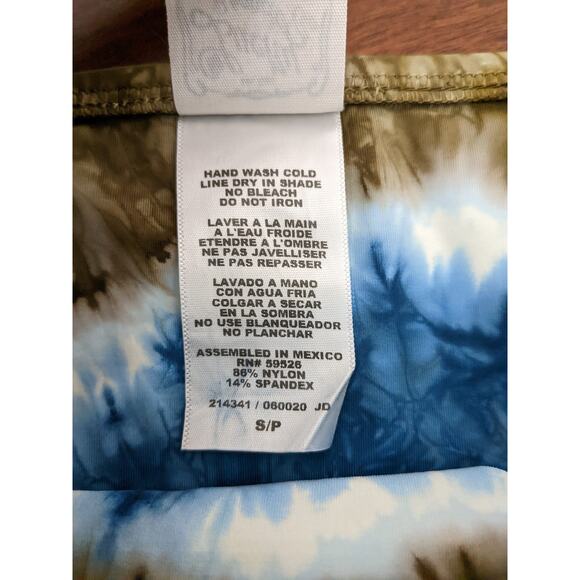 HAND WASH COLD
LINE DRY IN SHADE
NO BLEACH
DO NOT IRON
LAVER A LA MAIN
A L'EAU FROIDE
ETENDRE A L'OMBRE
NE PAS JAVELLISER
NE PAS REPASSER
LAVADO A MANO
CON AGUA FRIA
COLGAR A SECAR
EN LA SOMBRA
NO USE BLANQUEADOR
NO PLANCHAR
ASSEMBLED IN MEXICO
RN# 59526
86% NYLON
14% SPANDEX
214341 / 060020 JD
S/P